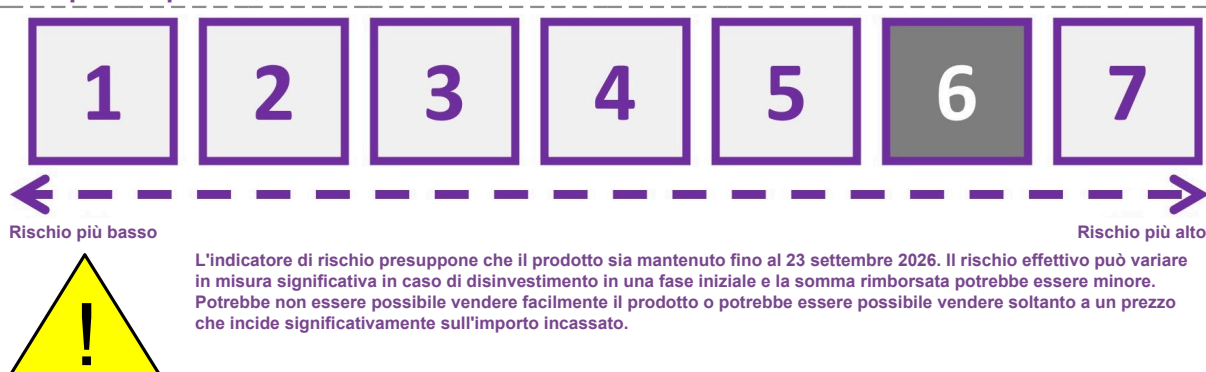 1 2 3 4 5 6 7
Rischio più basso Rischio più alto
L'indicatore di rischio presuppone che il prodotto sia mantenuto fino al 23 settembre 2026. Il rischio effettivo può variare
in misura significativa in caso di disinvestimento in una fase iniziale e la somma rimborsata potrebbe essere minore.
Potrebbe non essere possibile vendere facilmente il prodotto o potrebbe essere possibile vendere soltanto a un prezzo
che incide significativamente sull'importo incassato.
!